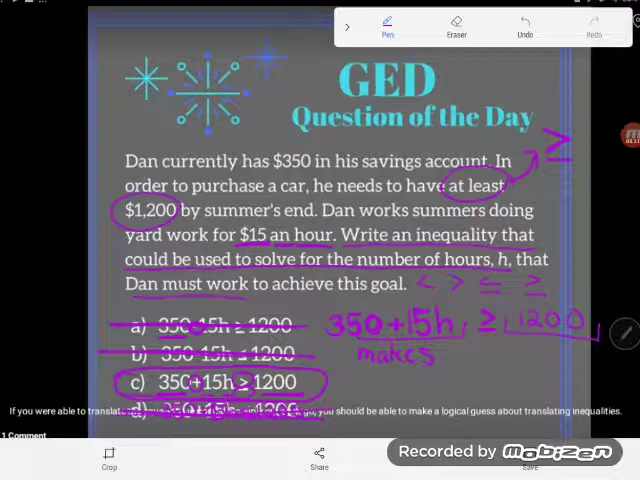 Pen
Eraser
Undo
Redo
GED
Question of the Day
≥
Dan currently has $350 in his savings account. In
order to purchase a car, he needs to have at least
$1,200 by summer's end. Dan works summers doing
yard work for $15 an hour. Write an inequality that
could be used to solve for the number of hours, h, that
Dan must work to achieve this goal. < > ≤ ≥
a) 350-15h ≥ 1200
350+15h ≥ 1200
b) 350-15h ≤ 1200
makes
c) 350+15h ≥ 1200
d) 350+15h ≤ 1200
If you were able to translat you should be able to make a logical guess about translating inequalities.
1 Comment
Crop
Share
Save
Recorded by Mobizen